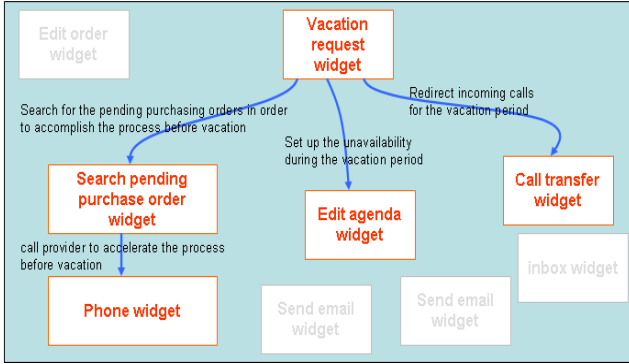 Edit order
widget
Vacation
request
widget
Redirect incoming calls
for the vacation period
Search for the pending purchasing orders in order
to accomplish the process before vacation
Set up the unavailability
during the vacation period
Search pending
purchase order
widget
Edit agenda
widget
Call transfer
widget
call provider to accelerate the process
before vacation
inbox widget
Phone widget
Send email
widget
Send email
widget